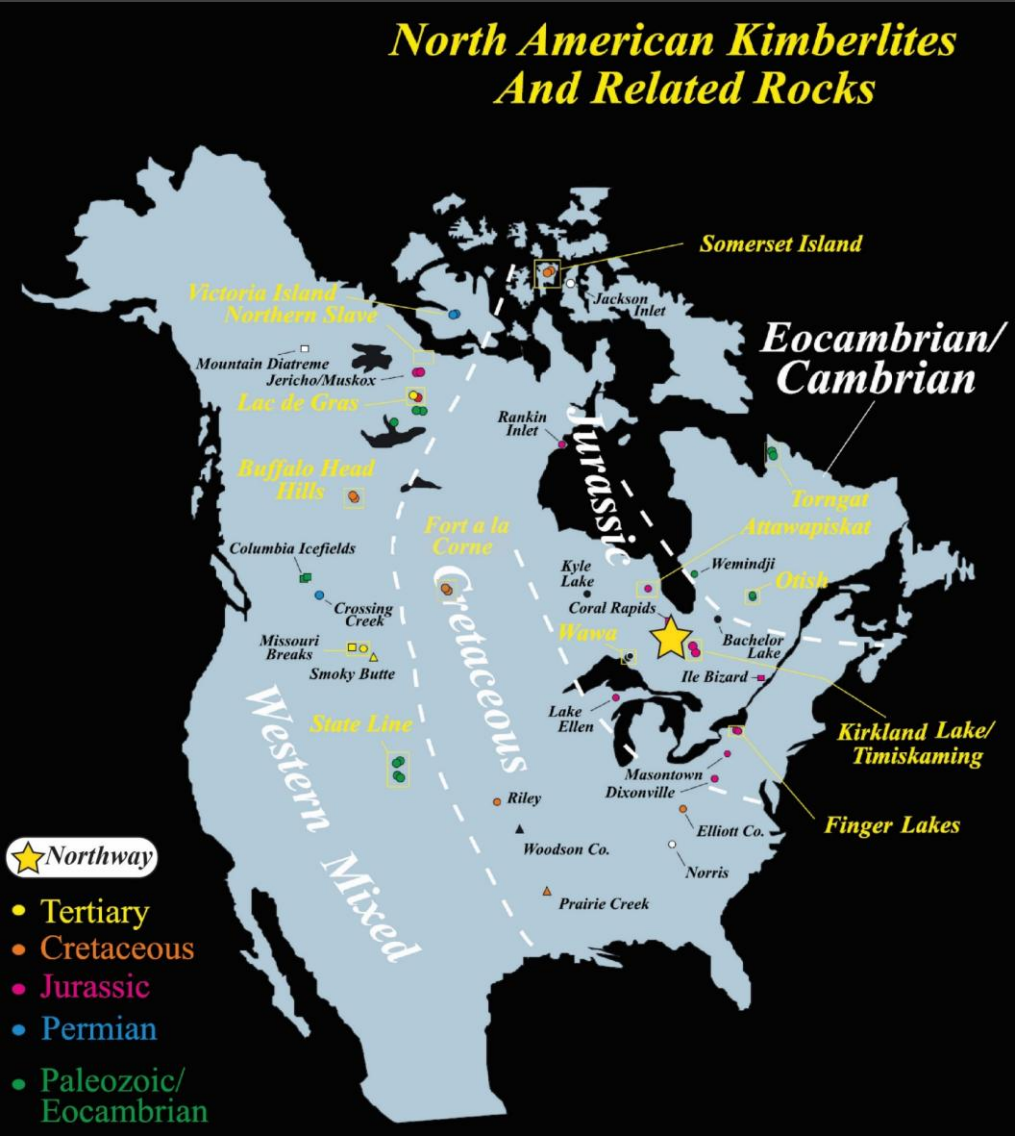 North American Kimberlites
And Related Rocks
Somerset Island
Jackson
Inlet
Victoria Island
Northern Slave
Eocambrian/
Cambrian
Mountain Diatreme
Jericho/Muskox
Lac de Gras
Rankin
Inlet
Jurassic
Buffalo Head
Hills
Torngat
Attawapiskat
Fort a la
Corne
Columbia Icefields
Kyle
Lake
Wemindji
Otish
Crossing
Creek
Cretaceous
Coral Rapids
Wawa
Bachelor
Lake
Missouri
Breaks
Smoky Butte
Ile Bizard
Western Mixed
State Line
Lake
Ellen
Kirkland Lake/
Timiskaming
Masontown
Dixonville
Riley
Elliott Co.
Finger Lakes
Woodson Co.
Norris
Prairie Creek
Northway
Tertiary
Cretaceous
Jurassic
Permian
Paleozoic/
Eocambrian